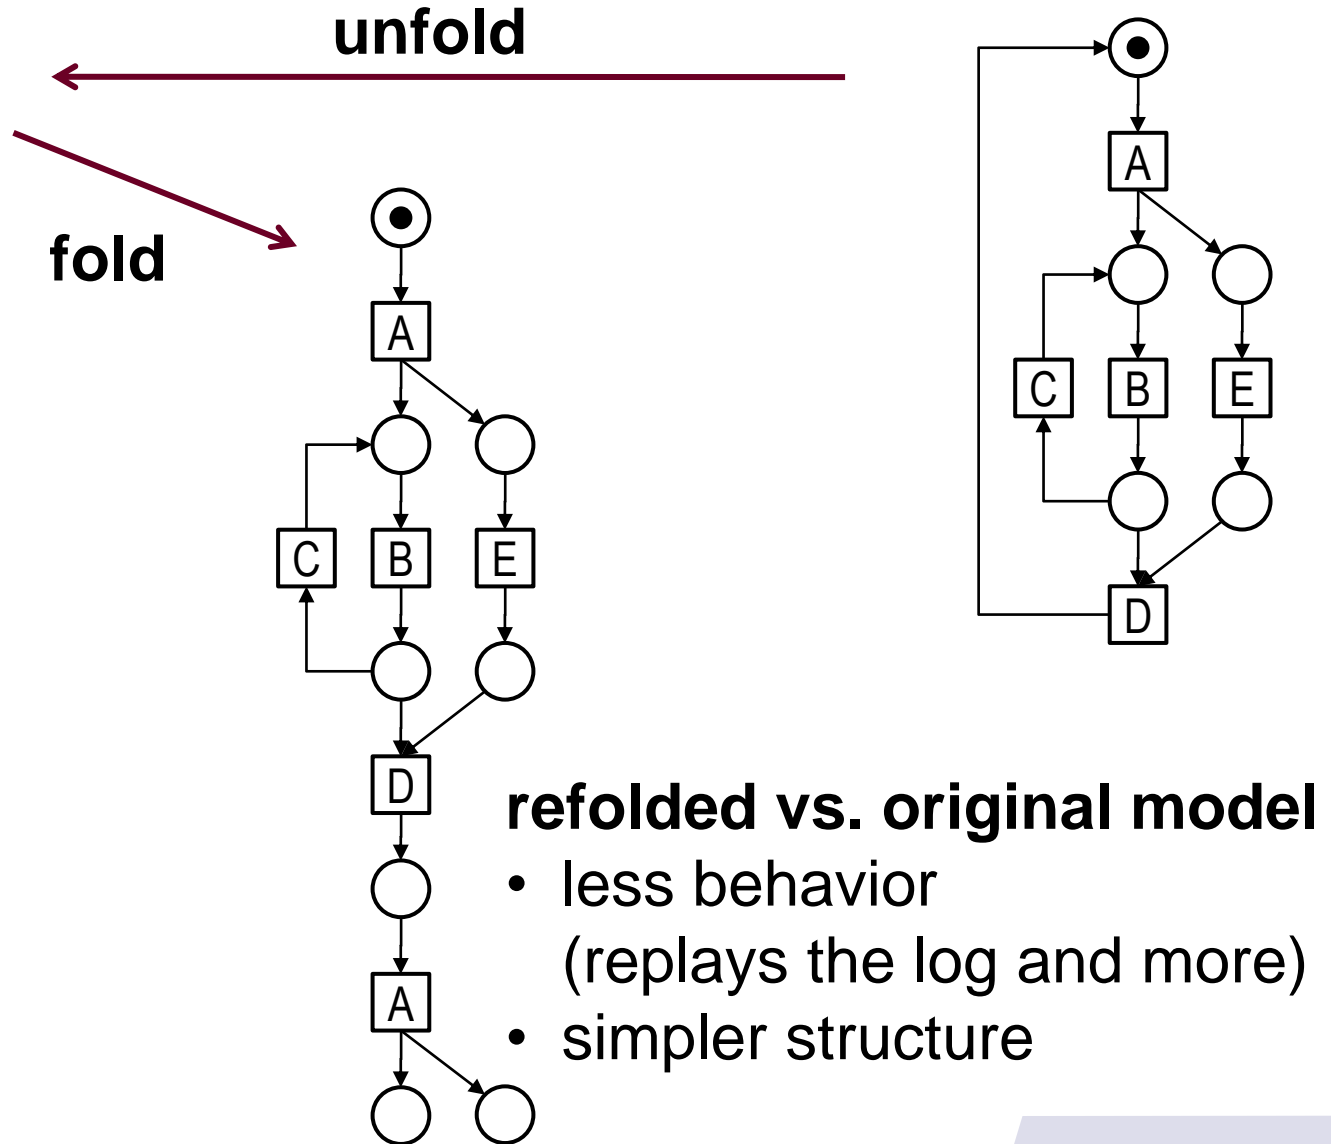 unfold
fold
A
C B E
D
A
A
C B E
D
refolded vs. original model
• less behavior
(replays the log and more)
• simpler structure